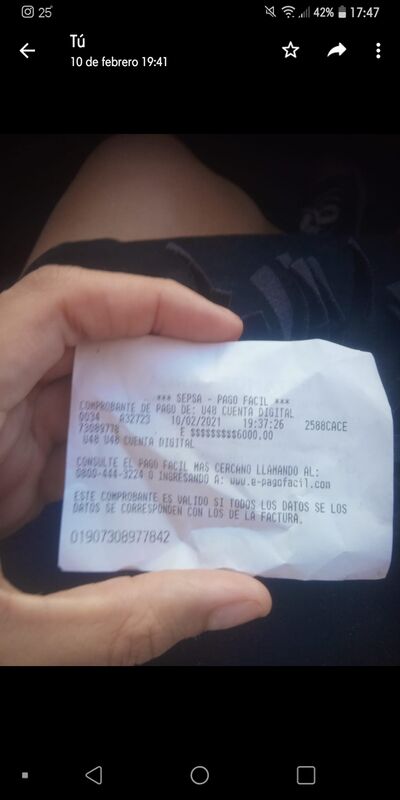 25
42%
17:47
Tú
10 de febrero 19:41
*** SEPSA - PAGO FACIL ***
COMPROBANTE DE PAGO DE: U48 CUENTA DIGITAL
0034 A32723 10/02/2021 19:37:26 2588CACE
73089778 E $$$$$$$$$6000.00
U48 U48 CUENTA DIGITAL
CONSULTE EL PAGO FACIL MAS CERCANO LLAMANDO AL:
0800-444-3224 O INGRESANDO A: www.e-pagofacil.com
ESTE COMPROBANTE ES VALIDO SI TODOS LOS DATOS SE LOS
DATOS SE CORRESPONDEN CON LOS DE LA FACTURA.
01907308977842